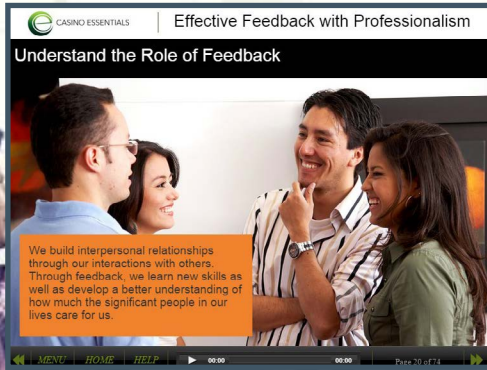 CASINO ESSENTIALS
Effective Feedback with Professionalism
Understand the Role of Feedback
We build interpersonal relationships
through our interactions with others.
Through feedback, we learn new skills as
well as develop a better understanding of
how much the significant people in our
lives care for us.
MENU HOME HELP 00:00 00:00 Page 20 of 74